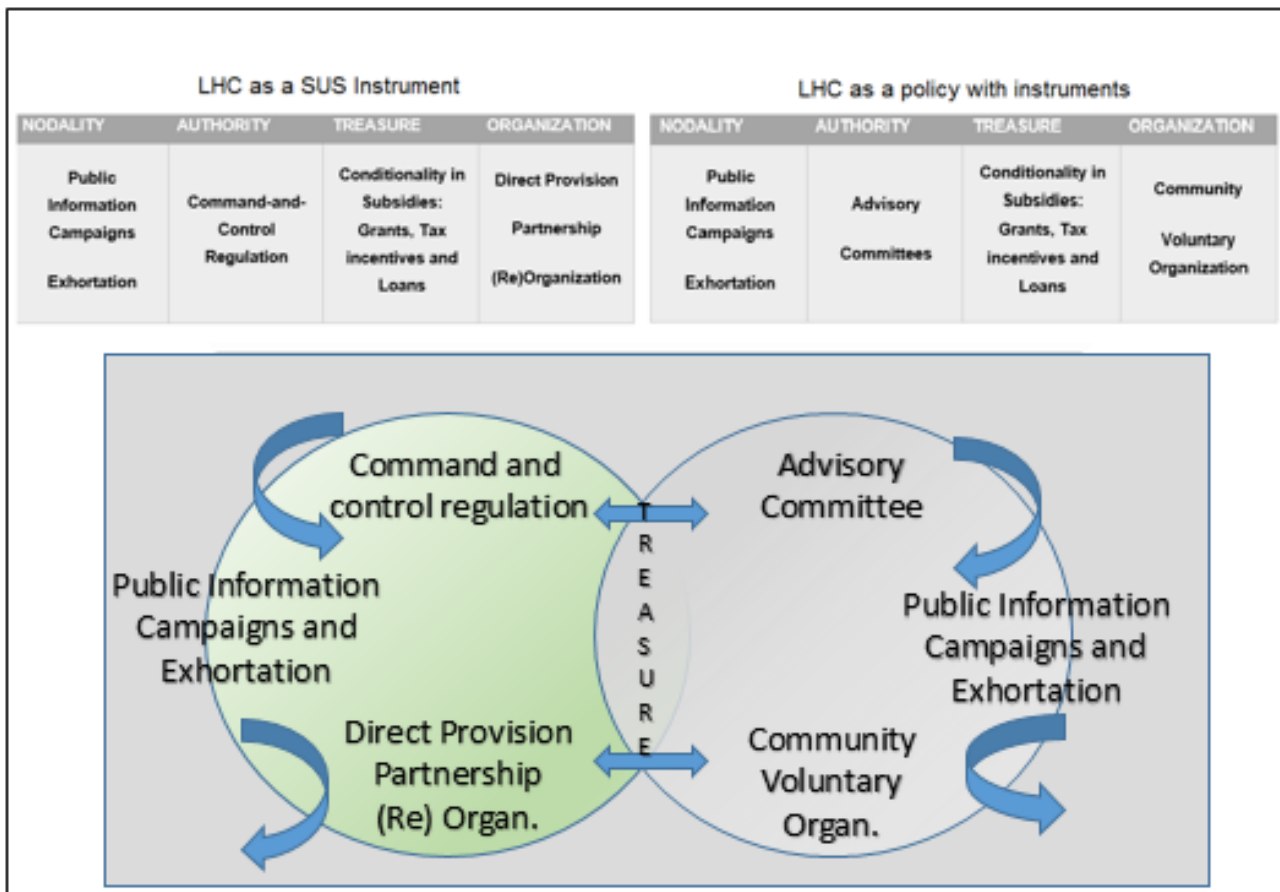 LHC as a SUS Instrument
NODALITY AUTHORITY TREASURE ORGANIZATION
Public
Information
Campaigns
Exhortation
Command-and-
Control
Regulation
Conditionality in
Subsidies:
Grants, Tax
incentives and
Loans
Direct Provision
Partnership
(Re)Organization
LHC as a policy with instruments
NODALITY AUTHORITY TREASURE ORGANIZATION
Public
Information
Campaigns
Exhortation
Advisory
Committees
Conditionality in
Subsidies:
Grants, Tax
incentives and
Loans
Community
Voluntary
Organization
Command and
control regulation
Public Information
Campaigns and
Exhortation
Direct Provision
Partnership
(Re) Organ.
T
R
E
A
S
U
R
E
Advisory
Committee
Public Information
Campaigns and
Exhortation
Community
Voluntary
Organ.